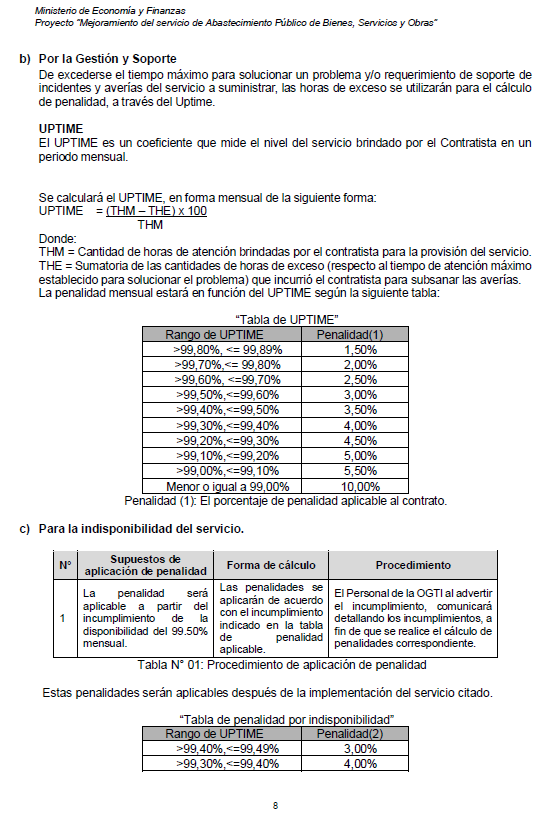 Ministerio de Economía y Finanzas
Proyecto "Mejoramiento del servicio de Abastecimiento Público de Bienes, Servicios y Obras"
b) Por la Gestión y Soporte
De excederse el tiempo máximo para solucionar un problema y/o requerimiento de soporte de
incidentes y averías del servicio a suministrar, las horas de exceso se utilizarán para el cálculo
de penalidad, a través del Uptime.
UPTIME
El UPTIME es un coeficiente que mide el nivel del servicio brindado por el Contratista en un
periodo mensual.
Se calculará el UPTIME, en forma mensual de la siguiente forma:
UPTIME = (THM – THE) x 100
THM
Donde:
THM = Cantidad de horas de atención brindadas por el contratista para la provisión del servicio.
THE = Sumatoria de las cantidades de horas de exceso (respecto al tiempo de atención máximo
establecido para solucionar el problema) que incurrió el contratista para subsanar las averías.
La penalidad mensual estará en función del UPTIME según la siguiente tabla:
"Tabla de UPTIME"
Rango de UPTIME Penalidad(1)
>99,80%, <= 99,89% 1,50%
>99,70%,<= 99,80% 2,00%
>99,60%, <=99,70% 2,50%
>99,50%,<=99,60% 3,00%
>99,40%,<=99,50% 3,50%
>99,30%,<=99,40% 4,00%
>99,20%,<=99,30% 4,50%
>99,10%,<=99,20% 5,00%
>99,00%,<=99,10% 5,50%
Menor o igual a 99,00% 10,00%
Penalidad (1): El porcentaje de penalidad aplicable al contrato.
c) Para la indisponibilidad del servicio.
N° Supuestos de aplicación de penalidad Forma de cálculo Procedimiento
1
La penalidad será
aplicable a partir del
incumplimiento de la
disponibilidad del 99.50%
mensual.
Las penalidades se
aplicarán de acuerdo
con el incumplimiento
indicado en la tabla
de penalidad
aplicable.
El Personal de la OGTI al advertir
el incumplimiento, comunicará
detallando los incumplimientos, a
fin de que se realice el cálculo de
penalidades correspondiente.
Tabla N° 01: Procedimiento de aplicación de penalidad
Estas penalidades serán aplicables después de la implementación del servicio citado.
"Tabla de penalidad por indisponibilidad"
Rango de UPTIME Penalidad(2)
>99,40%,<=99,49% 3,00%
>99,30%,<=99,40% 4,00%
8